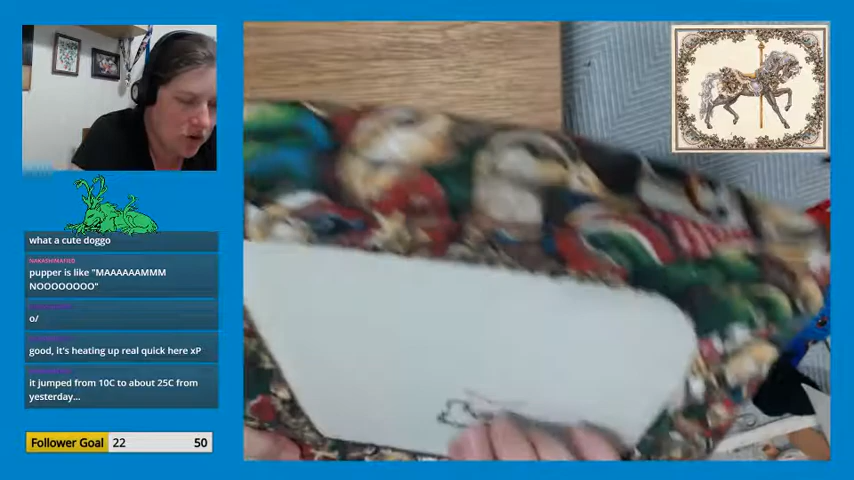 what a cute doggo
NAKASHIMAFILD
pupper is like "MAAAAAAMMM
NOOOOOOOO"
o/
good, it's heating up real quick here xP
it jumped from 10C to about 25C from
yesterday...
Follower Goal 22 50